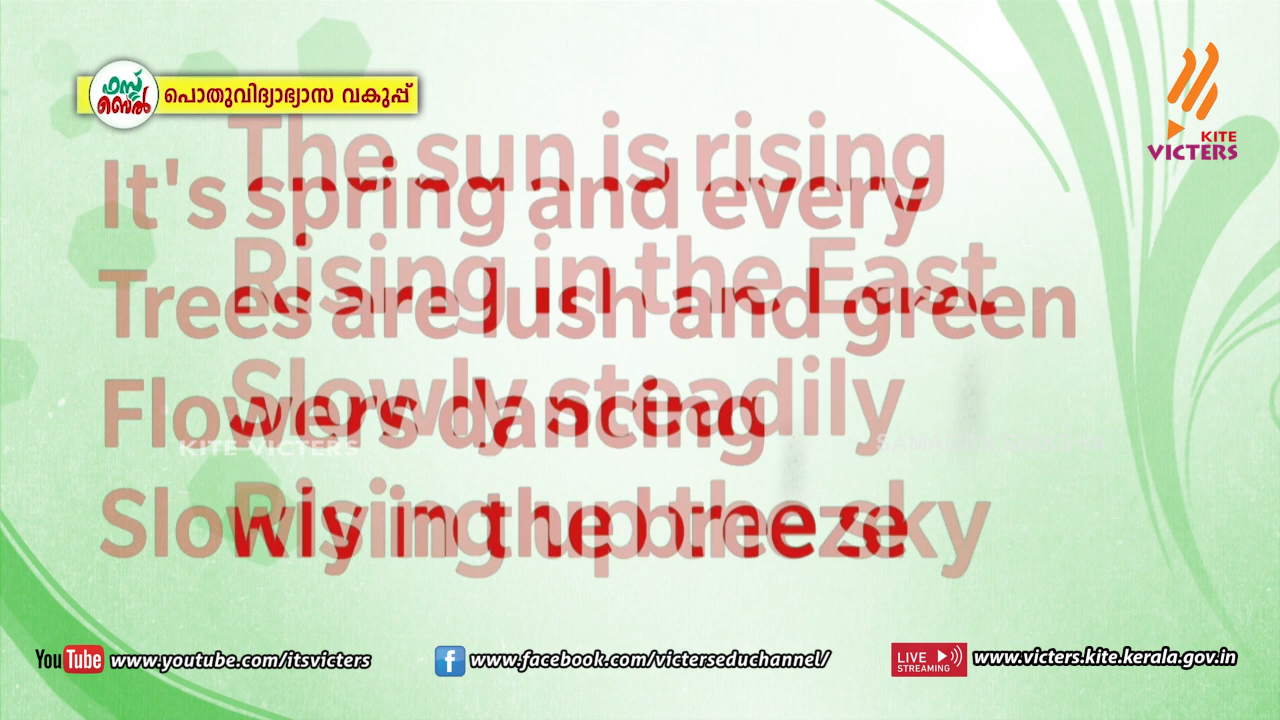 ഫസ്റ്റ്
ബെൽ
പൊതുവിദ്യാഭ്യാസ വകുപ്പ്
KITE
VICTERS
The sun is rising
Rising in the East
Slowly steadily
Rising up the sky
It's spring and every
Trees are lush and green
Flowers dancing
Slowly in the breeze
KITE VICTERS
YouTube www.youtube.com/itsvicters
f www.facebook.com/victerseduchannel/
LIVE
STREAMING
www.victers.kite.kerala.gov.in